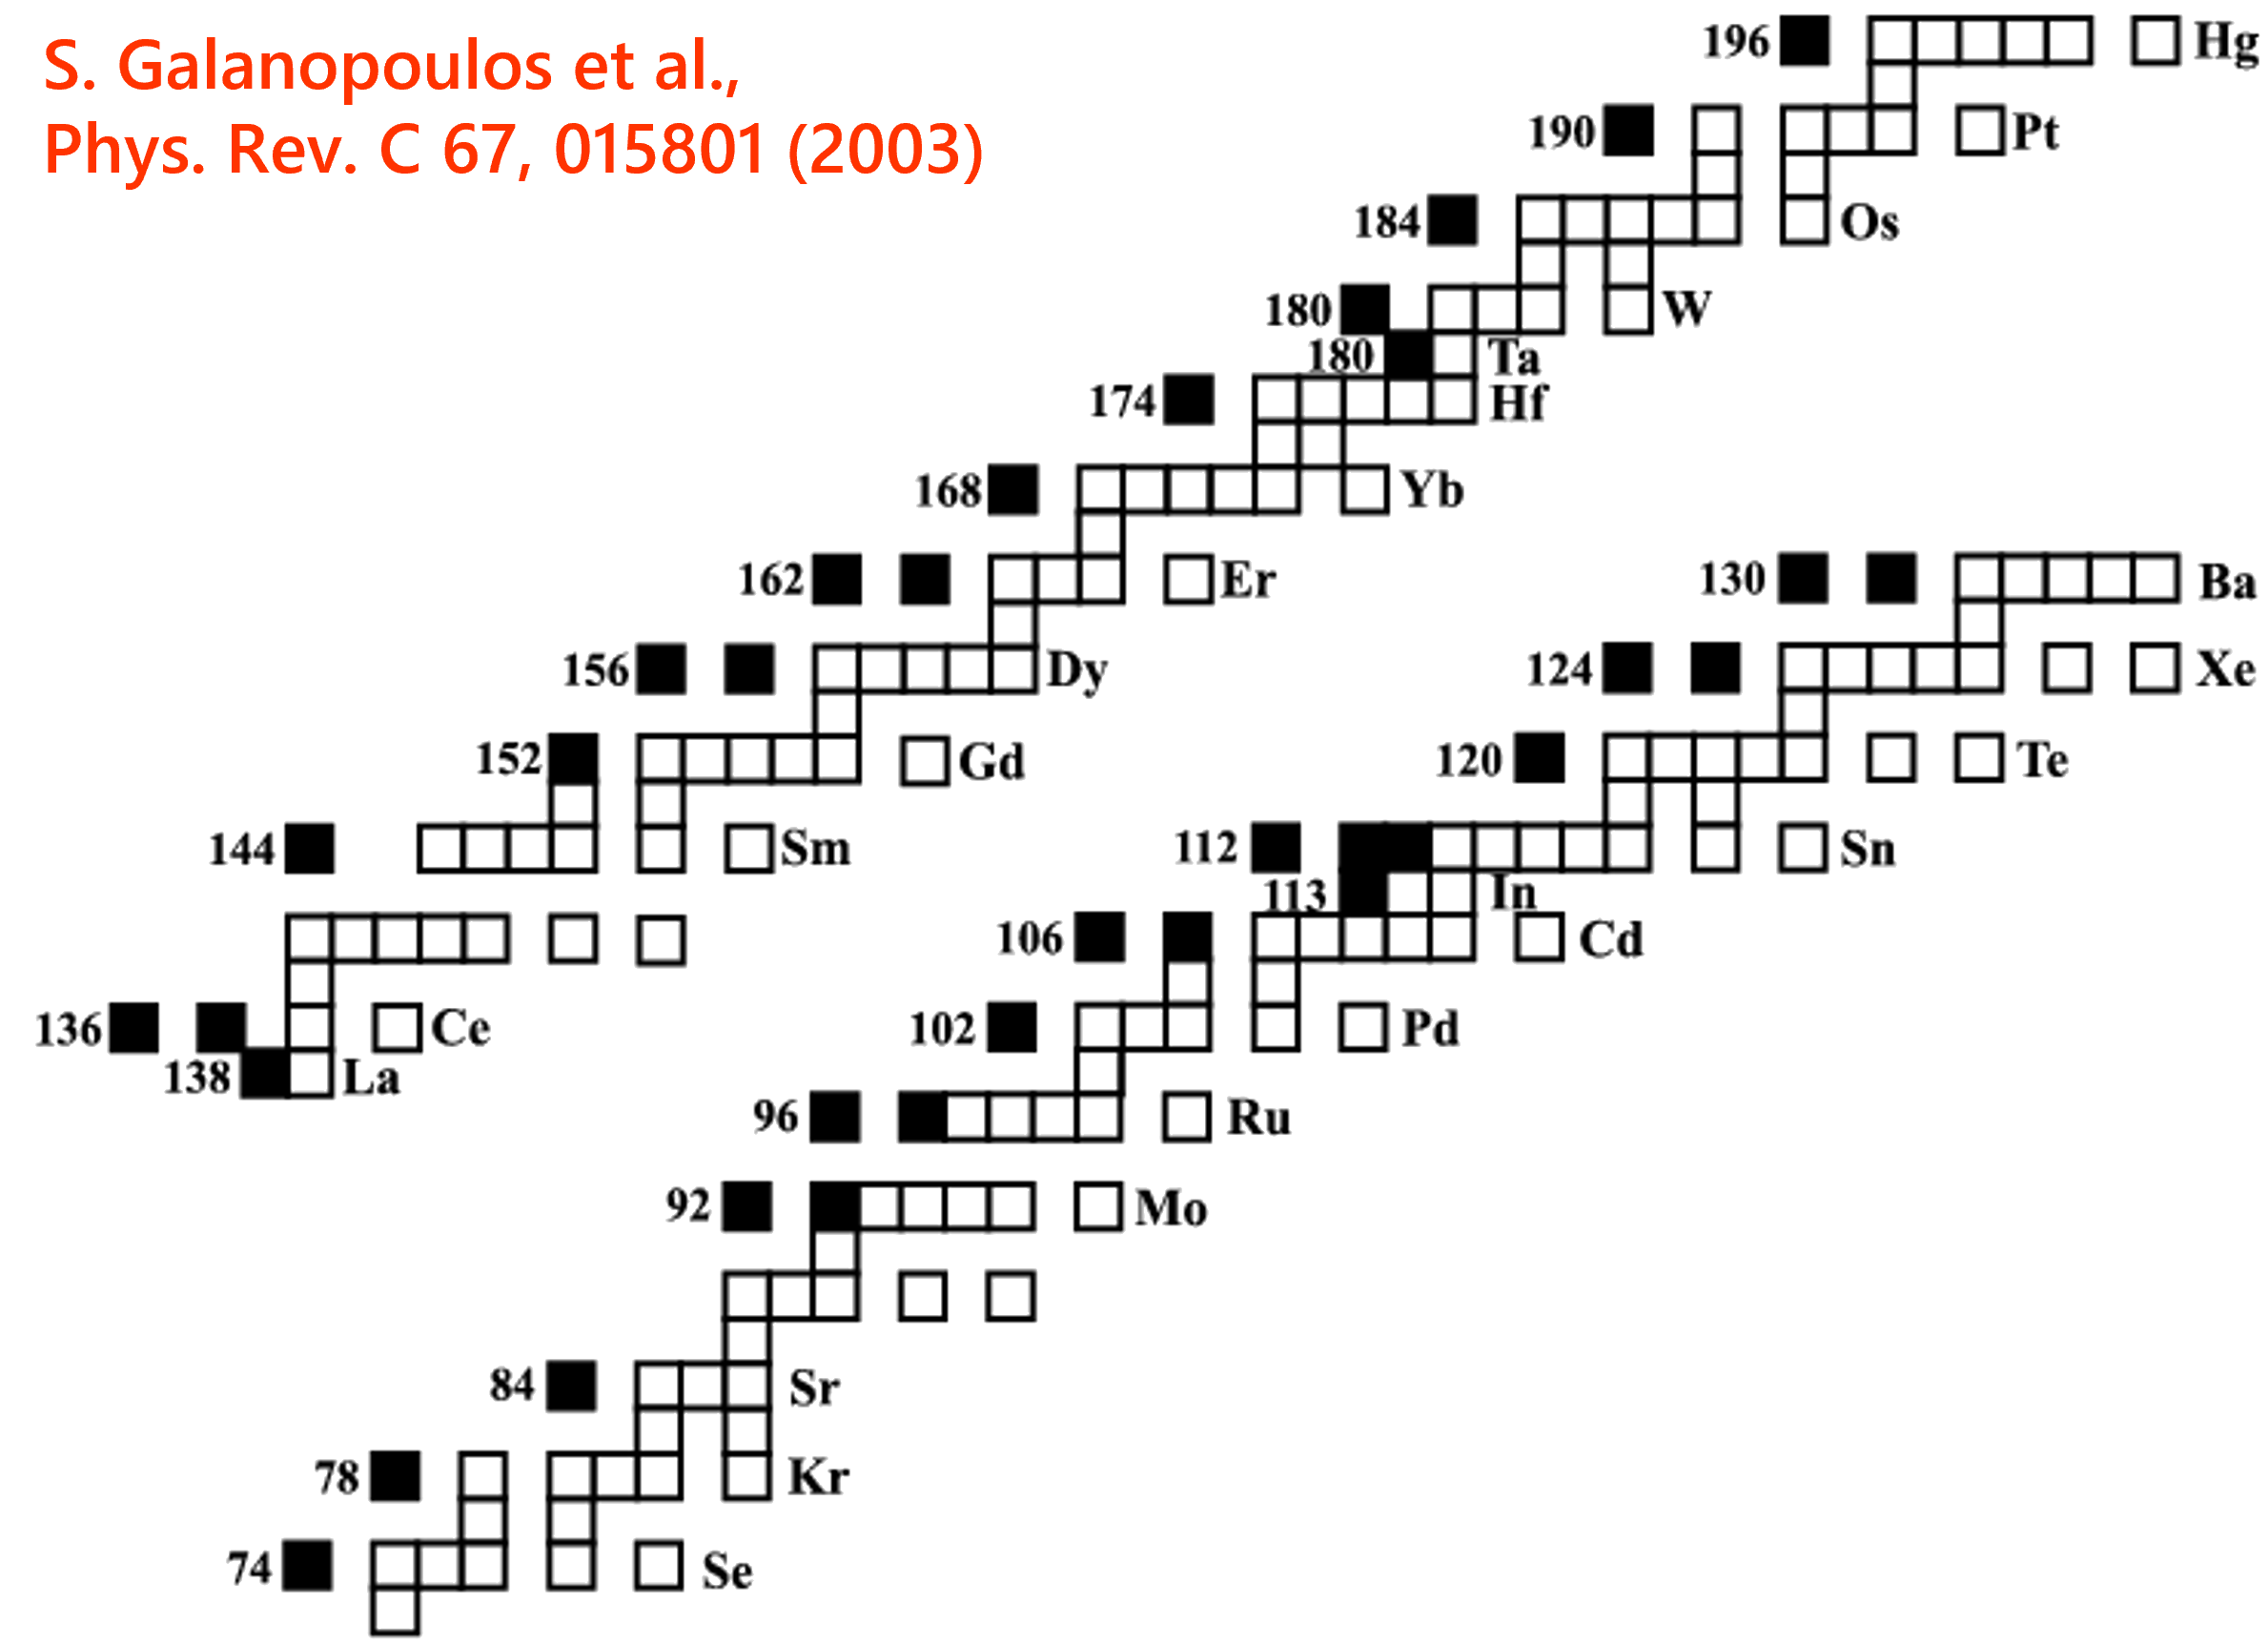 S. Galanopoulos et al.,
Phys. Rev. C 67, 015801 (2003)
196 Hg
190 Pt
184 Os
180 W
180 Ta
174 Hf
168 Yb
162 Er
130 Ba
156 Dy
124 Xe
152 Gd
120 Te
144 Sm
112 Sn
113 In
106 Cd
136 Ce
102 Pd
138 La
96 Ru
92 Mo
84 Sr
78 Kr
74 Se